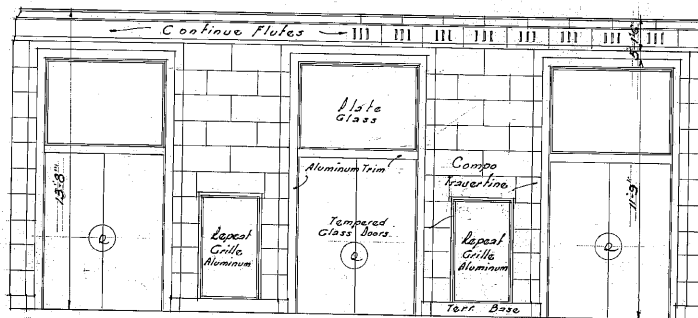 Continue Flutes
Plate
Glass
Aluminum Trim
Compo
Travertine
13'-8"
11'-9"
Tempered
Glass Doors
Repeat
Grille
Aluminum
Repeat
Grille
Aluminum
Q
Q
Q
Terr. Base